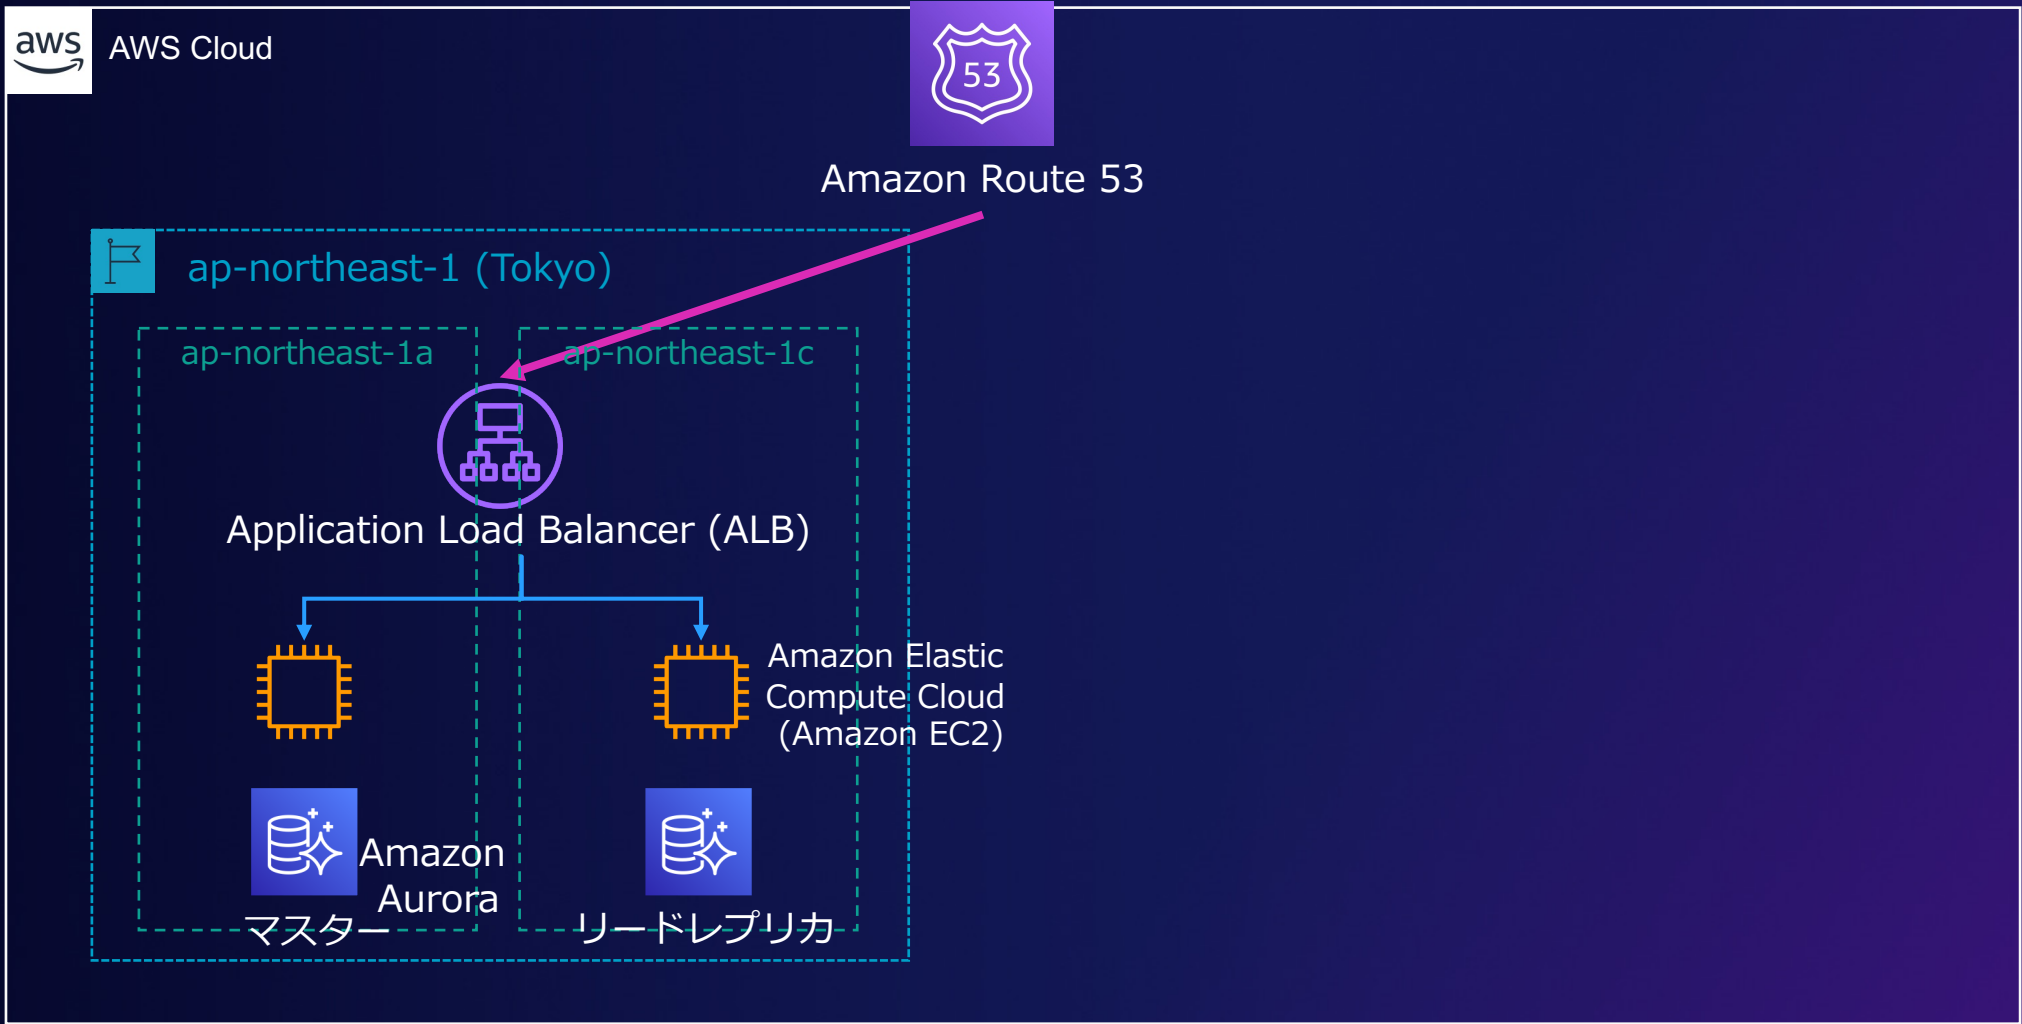 aws
AWS Cloud
53
Amazon Route 53
ap-northeast-1 (Tokyo)
ap-northeast-1a
ap-northeast-1c
Application Load Balancer (ALB)
Amazon Elastic
Compute Cloud
(Amazon EC2)
Amazon
Aurora
マスター
リードレプリカ